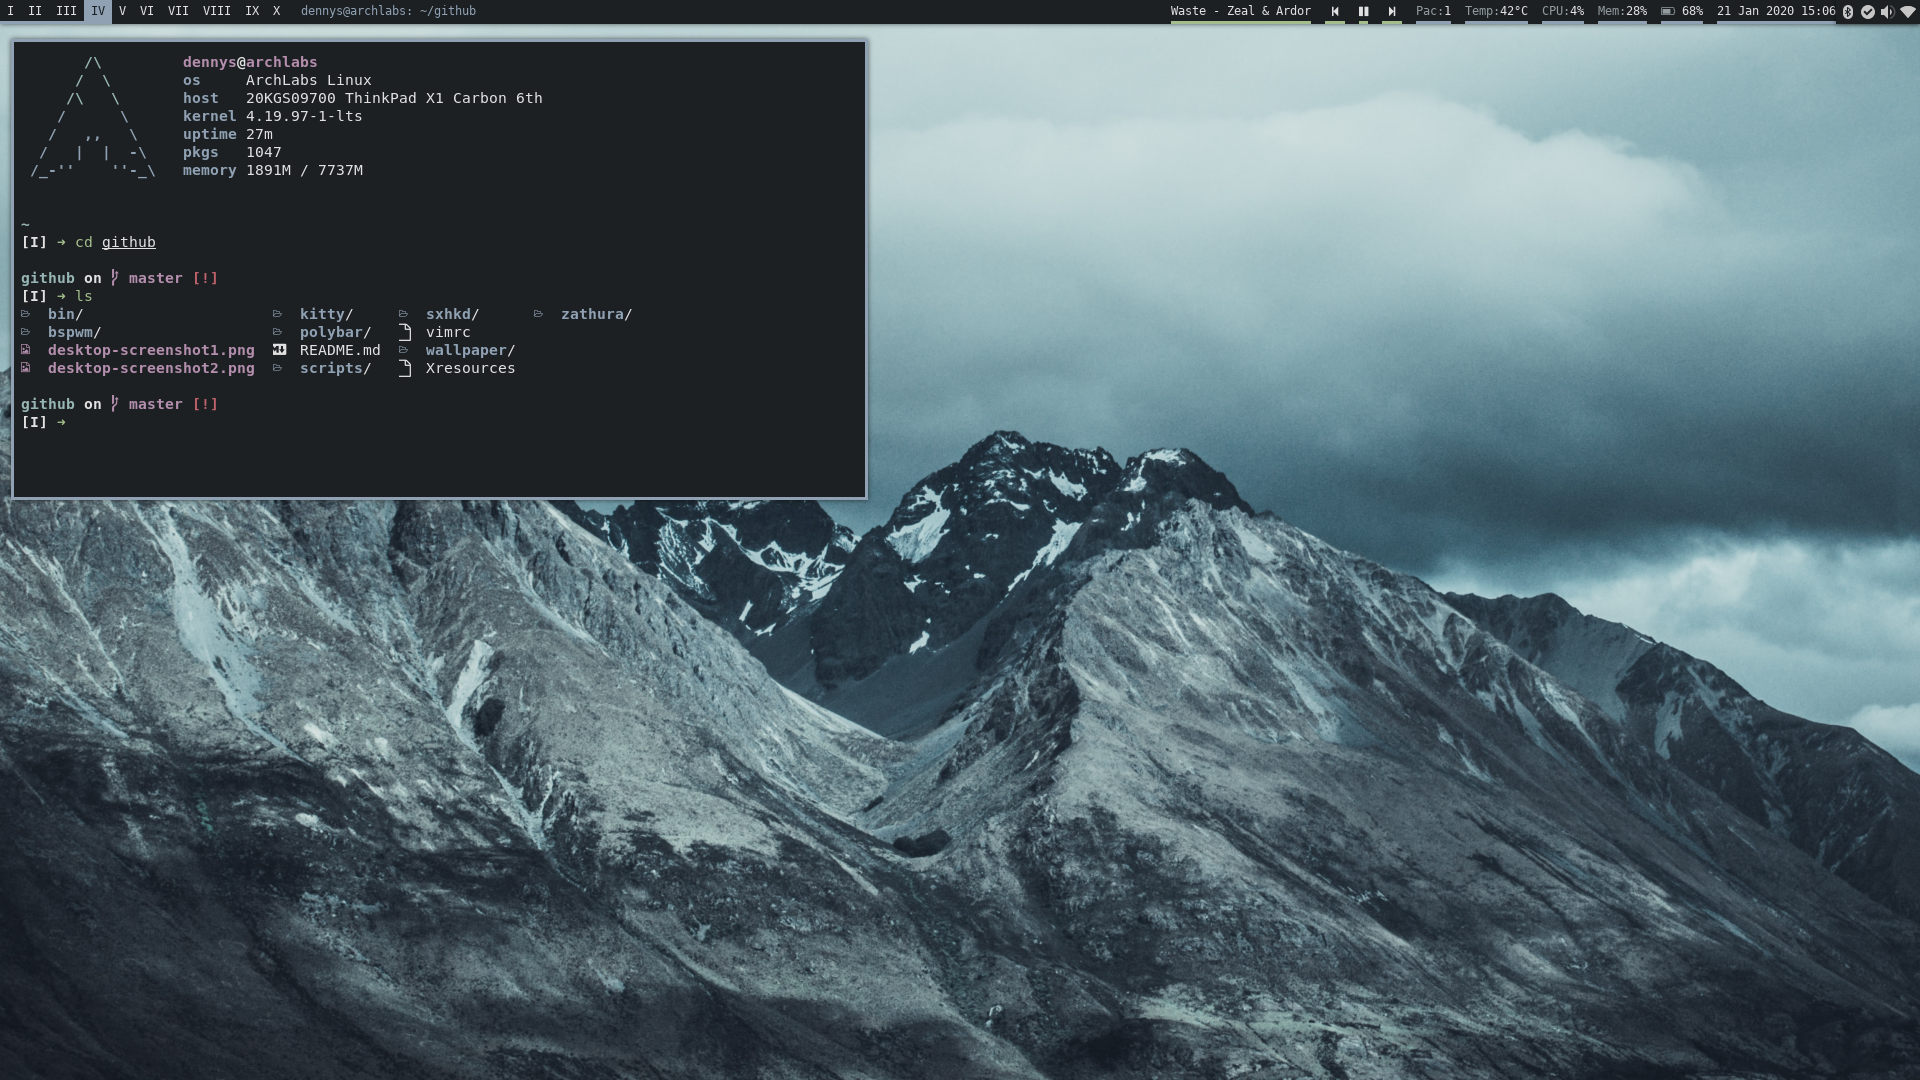 I II III IV V VI VII VIII IX X dennys@archlabs: ~/github Waste - Zeal & Ardor Pac:1 Temp:42°C CPU:4% Mem:28% 68% 21 Jan 2020 15:06
/\ dennys@archlabs
/  \ os ArchLabs Linux
/\   \ host 20KGS09700 ThinkPad X1 Carbon 6th
/      \ kernel 4.19.97-1-lts
/   ,,   \ uptime 27m
/   |  |  -\ pkgs 1047
/_-''    ''-_\ memory 1891M / 7737M
~
[I] ➜ cd github
github on master [!]
[I] ➜ ls
bin/ kitty/ sxhkd/ zathura/
bspwm/ polybar/ vimrc
desktop-screenshot1.png README.md wallpaper/
desktop-screenshot2.png scripts/ Xresources
github on master [!]
[I] ➜